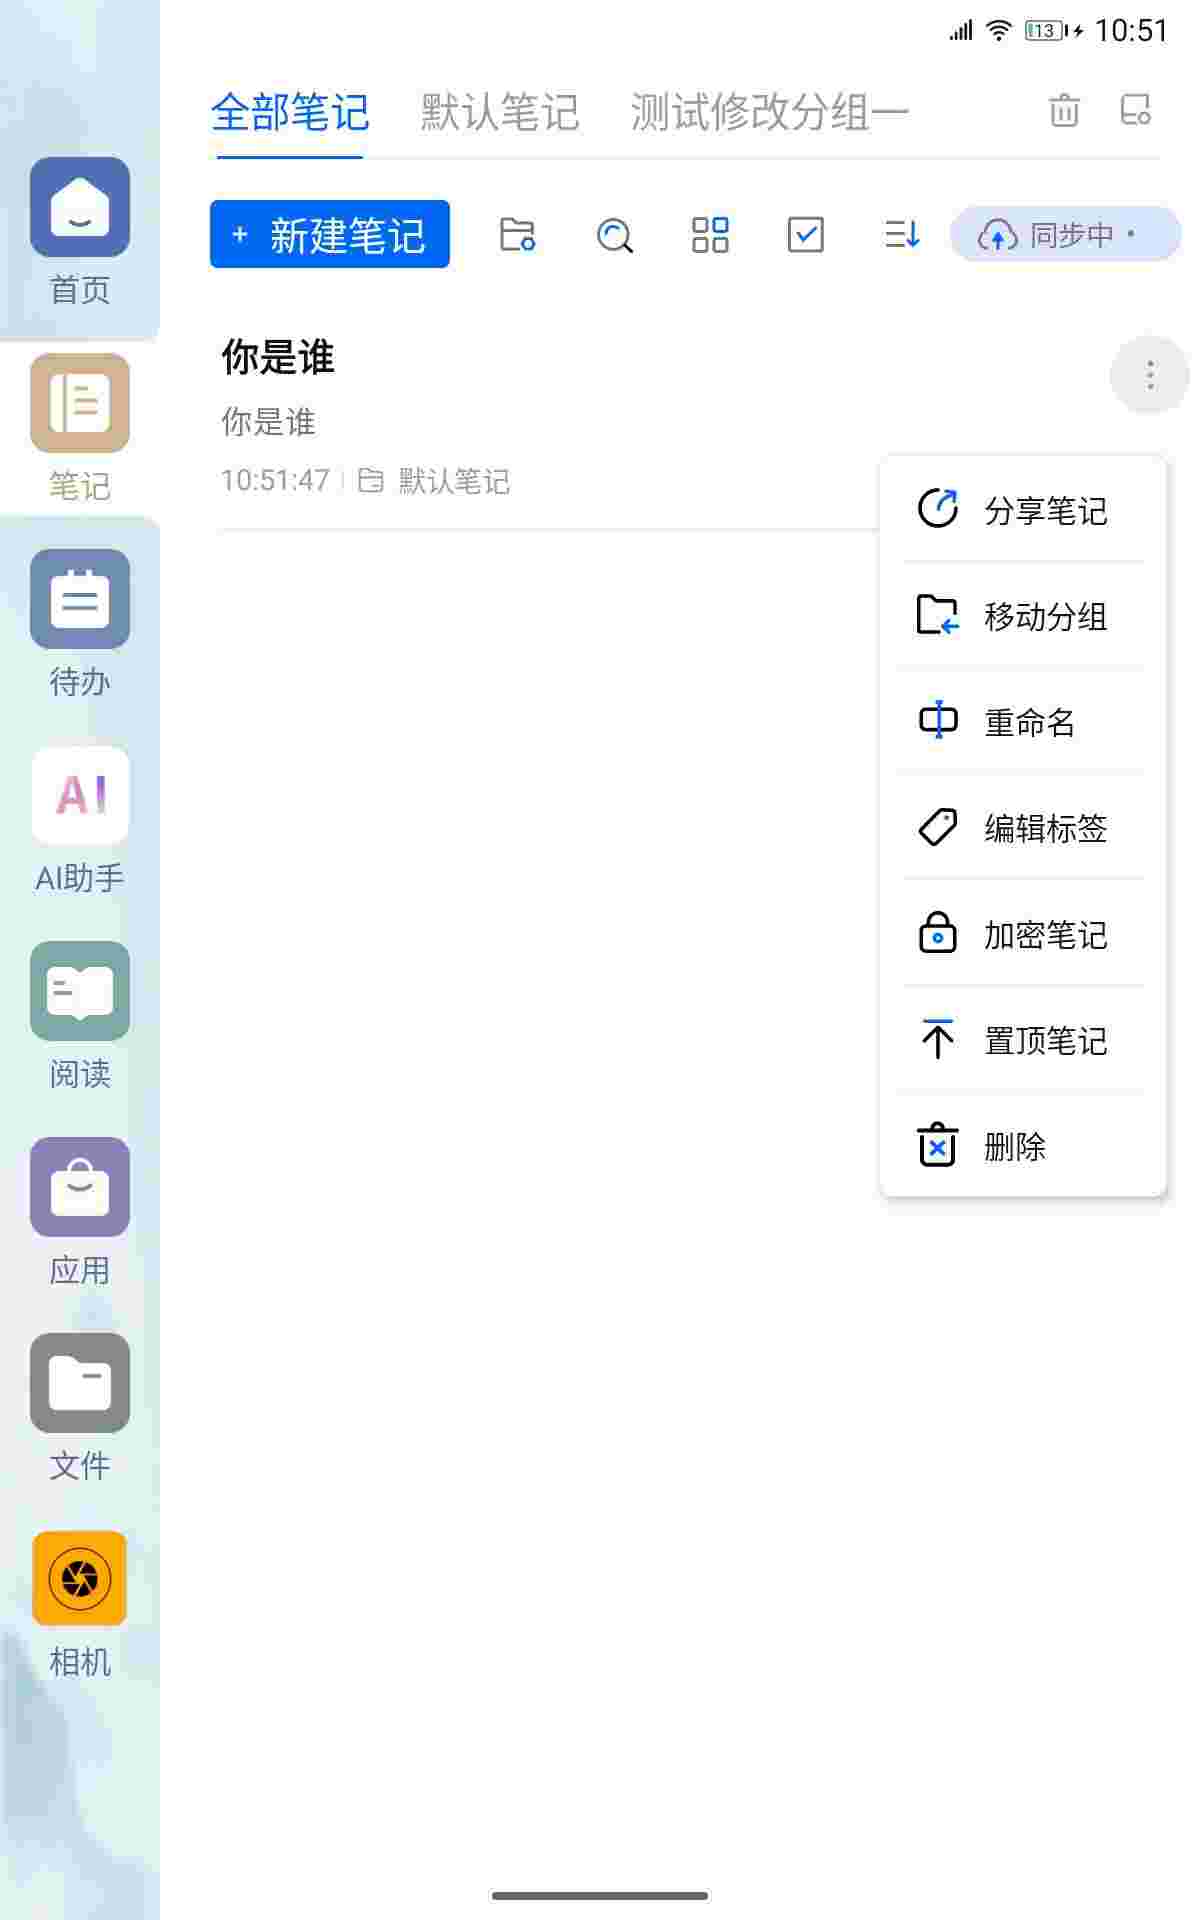 13 10:51
全部笔记 默认笔记 测试修改分组一
+ 新建笔记 同步中
首页
笔记
待办
AI
AI助手
阅读
应用
文件
相机
你是谁
你是谁
10:51:47 默认笔记
分享笔记
移动分组
重命名
编辑标签
加密笔记
置顶笔记
删除